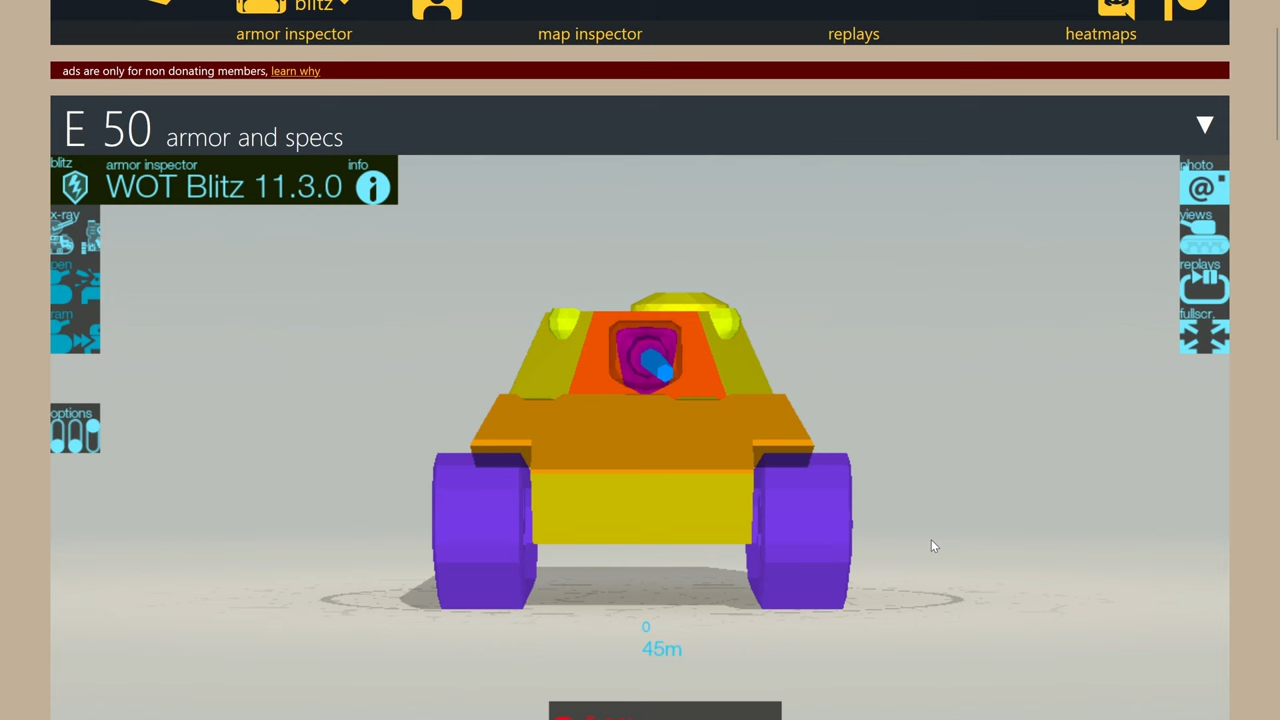 blitz
armor inspector
map inspector
replays
heatmaps
ads are only for non donating members, learn why
E 50 armor and specs
blitz
armor inspector
info
WOT Blitz 11.3.0
photo
@
x-ray
views
pen
replays
ram
fullscr.
options
0
45m